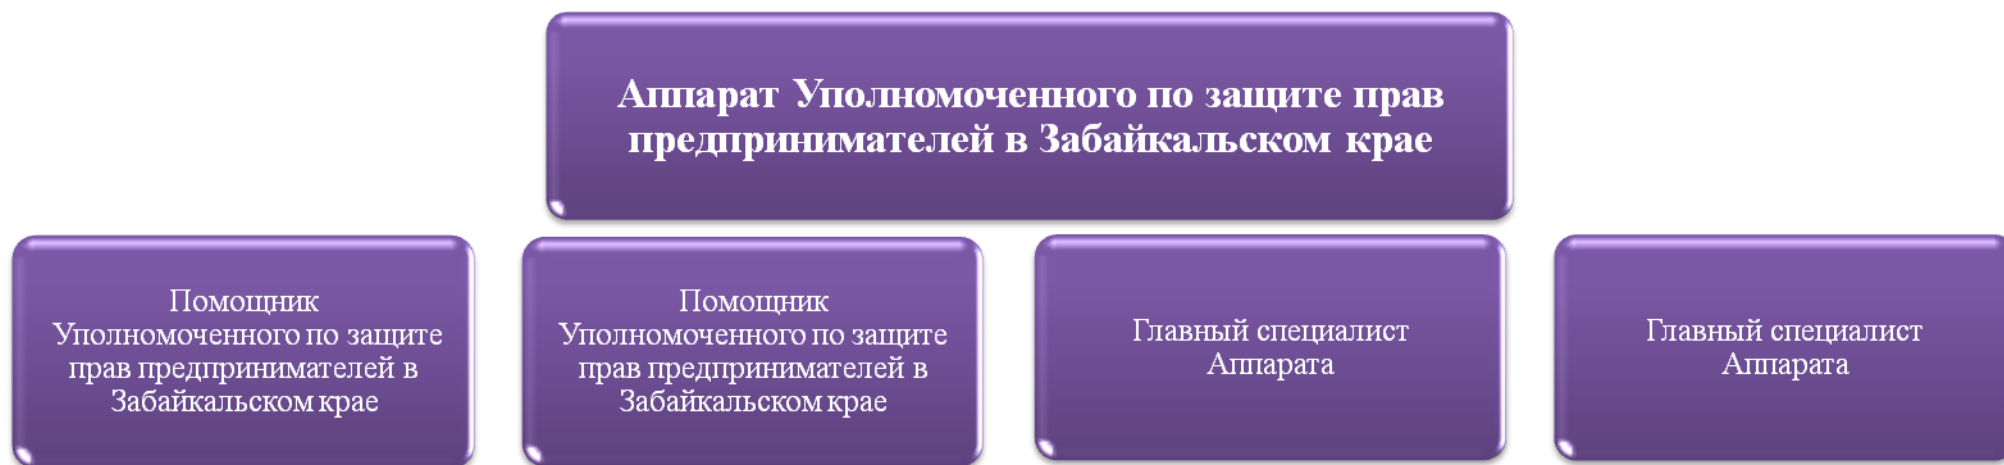 Аппарат Уполномоченного по защите прав
предпринимателей в Забайкальском крае
Помощник
Уполномоченного по защите
прав предпринимателей в
Забайкальском крае
Помощник
Уполномоченного по защите
прав предпринимателей в
Забайкальском крае
Главный специалист
Аппарата
Главный специалист
Аппарата